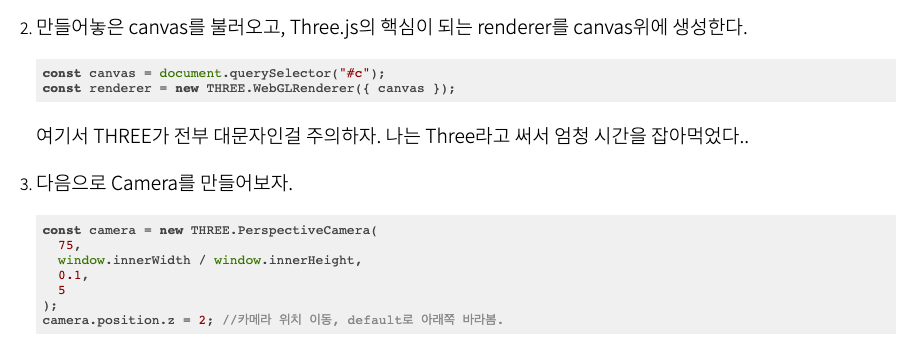 2. 만들어놓은 canvas를 불러오고, Three.js의 핵심이 되는 renderer를 canvas위에 생성한다.
const canvas = document.querySelector("#c");
const renderer = new THREE.WebGLRenderer({ canvas });
여기서 THREE가 전부 대문자인걸 주의하자. 나는 Three라고 써서 엄청 시간을 잡아먹었다..
3. 다음으로 Camera를 만들어보자.
const camera = new THREE.PerspectiveCamera(
  75,
  window.innerWidth / window.innerHeight,
  0.1,
  5
);
camera.position.z = 2; //카메라 위치 이동, default로 아래쪽 바라봄.